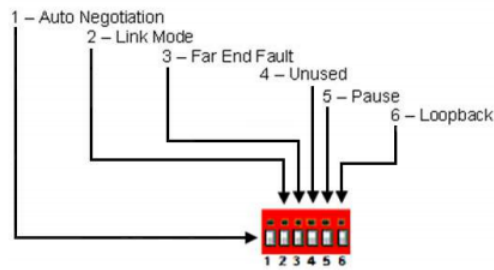 1 – Auto Negotiation
2 – Link Mode
3 – Far End Fault
4 – Unused
5 – Pause
6 – Loopback
1 2 3 4 5 6